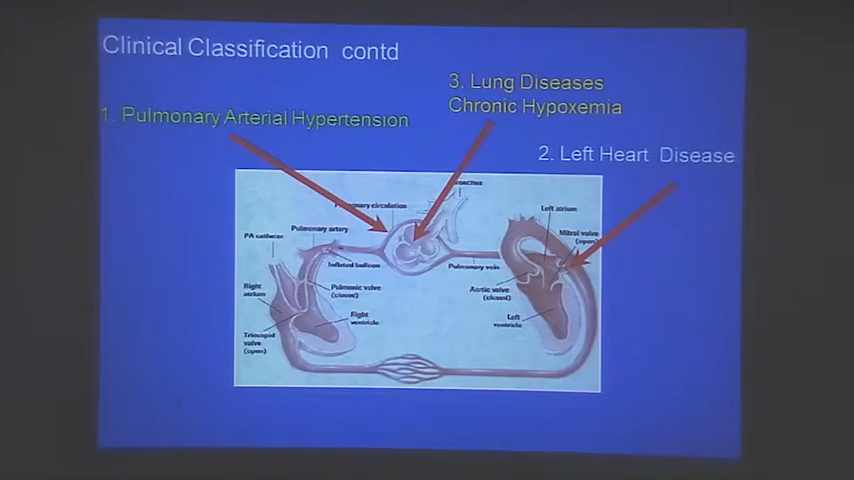 Clinical Classification contd
3. Lung Diseases
Chronic Hypoxemia
1. Pulmonary Arterial Hypertension
2. Left Heart Disease
Pulmonary circulation
Left atrium
Pulmonary artery
Mitral valve
(open)
PA catheter
Inflated balloon
Pulmonary vein
Right
atrium
Pulmonic valve
(closed)
Aortic valve
(closed)
Right
ventricle
Left
ventricle
Tricuspid
valve
(open)